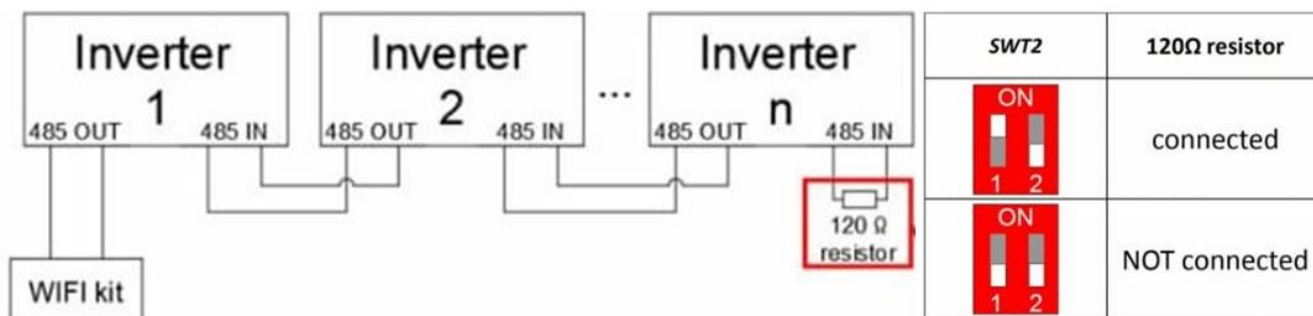 Inverter
1
485 OUT
485 IN
Inverter
2
485 OUT
485 IN
...
Inverter
n
485 OUT
485 IN
120 Ω
resistor
WIFI kit
SWT2
120Ω resistor
ON
1 2
connected
ON
1 2
NOT connected